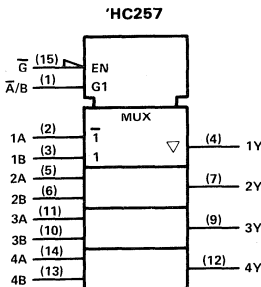 'HC257
G̅ (15) EN
A̅/B (1) G1
MUX
1A (2) 1̅ ▽ (4) 1Y
1B (3) 1
2A (5) (7) 2Y
2B (6)
3A (11) (9) 3Y
3B (10)
4A (14) (12) 4Y
4B (13)